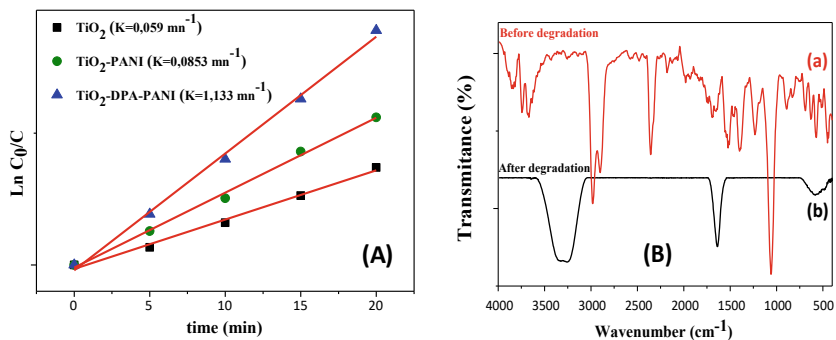 TiO₂ (K=0,059 mn⁻¹)
TiO₂-PANI (K=0,0853 mn⁻¹)
TiO₂-DPA-PANI (K=1,133 mn⁻¹)
Ln C₀/C
(A)
0 5 10 15 20
time (min)
Before degradation
(a)
After degradation
(b)
Transmitance (%)
(B)
4000 3500 3000 2500 2000 1500 1000 500
Wavenumber (cm⁻¹)